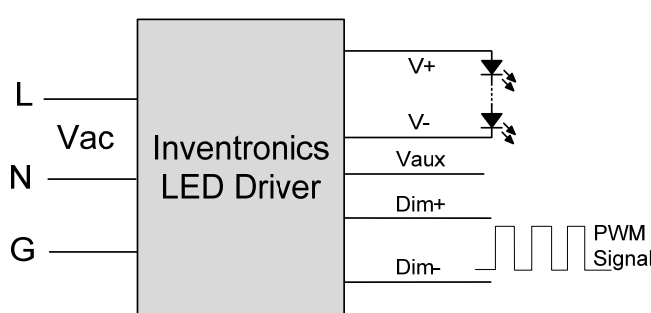 L
Vac
N
G
Inventronics
LED Driver
V+
V-
Vaux
Dim+
Dim-
PWM
Signal